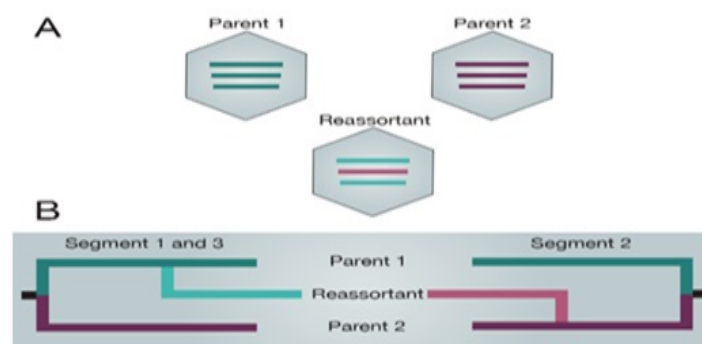 A
Parent 1
Parent 2
Reassortant
B
Segment 1 and 3
Segment 2
Parent 1
Reassortant
Parent 2